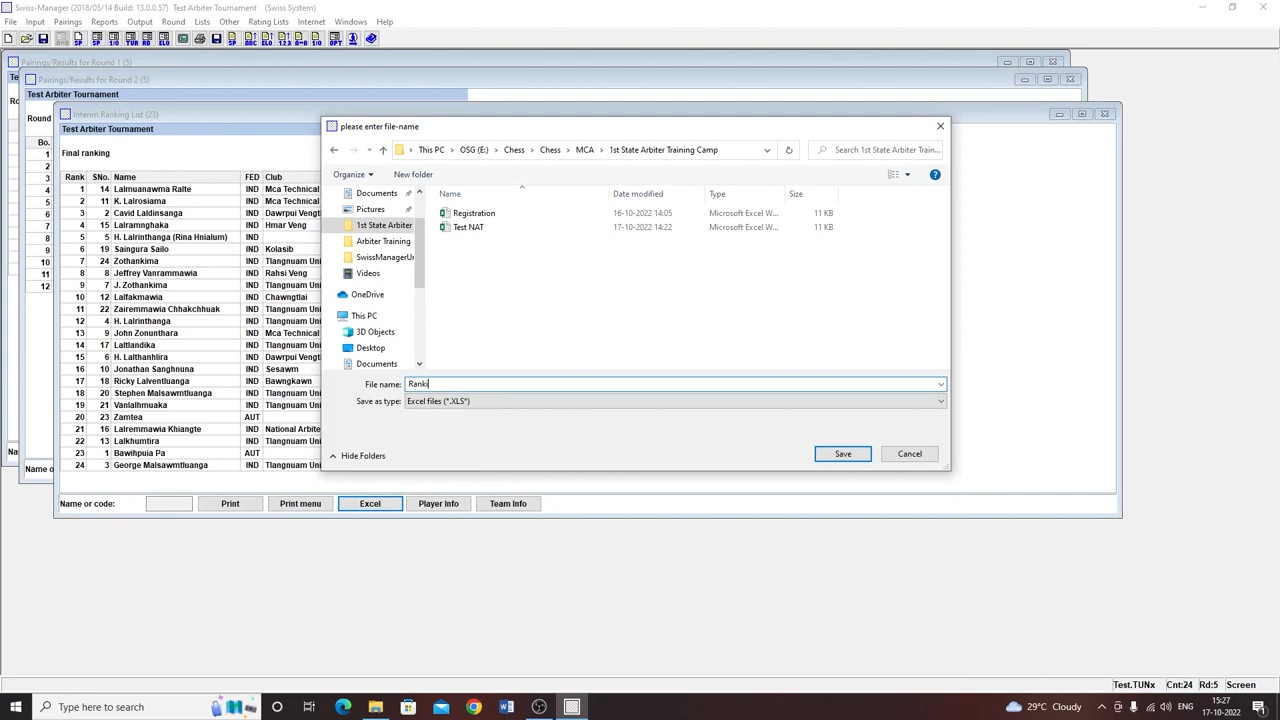 Swiss-Manager (2018/05/14 Build: 13.0.0.57) Test Arbiter Tournament (Swiss System)
File Input Pairings Reports Output Round Lists Other Rating Lists Internet Windows ?
Pairings/Results for Round 1 (5)
Pairings/Results for Round 2 (5)
Test Arbiter Tournament
Round
Bo.
1
2
3
4
5
6
7
8
9
10
11
12
Interim Ranking List (23)
Test Arbiter Tournament
Final ranking
Rank SNo. Name FED Club
1 14 Lalmuanawma Ralte IND Mca Technical
2 11 K. Lalrosiama IND Mca Technical
3 2 Cavid Laldinsanga IND Dawrpui Vengt
4 15 Lalramnghaka IND Hmar Veng
5 5 H. Lalrinthanga (Rina Hnialum) IND
6 19 Saingura Sailo IND Kolasib
7 24 Zothankima IND Tlangnuam Uni
8 8 Jeffrey Vanrammawia IND Rahsi Veng
9 7 J. Zothankima IND Tlangnuam Uni
10 12 Lalfakmawia IND Chawngtlai
11 22 Zairemmawia Chhakchhuak IND Tlangnuam Uni
12 4 H. Lalrinthanga IND Tlangnuam Uni
13 9 John Zonunthara IND Mca Technical
14 17 Laltlandika IND Tlangnuam Uni
15 6 H. Lalthanhlira IND Dawrpui Vengt
16 10 Jonathan Sanghnuna IND Sesawm
17 18 Ricky Lalventluanga IND Bawngkawn
18 20 Stephen Malsawmtluanga IND Tlangnuam Uni
19 21 Vanlalhmuaka IND Tlangnuam Uni
20 23 Zamtea AUT
21 16 Lalremmawia Khiangte IND National Arbite
22 13 Lalkhumtira IND Tlangnuam Uni
23 1 Bawihpuia Pa AUT
24 3 George Malsawmtluanga IND Tlangnuam Uni
Name or code: Print Print menu Excel Player Info Team Info
please enter file-name
This PC > OSG (E:) > Chess > Chess > MCA > 1st State Arbiter Training Camp
Search 1st State Arbiter Train...
Organize New folder
Documents
Pictures
1st State Arbiter
Arbiter Training
SwissManagerUr
Videos
OneDrive
This PC
3D Objects
Desktop
Documents
Name Date modified Type Size
Registration 16-10-2022 14:05 Microsoft Excel W... 11 KB
Test NAT 17-10-2022 14:22 Microsoft Excel W... 11 KB
File name: Ranki
Save as type: Excel files (*.XLS*)
Hide Folders Save Cancel
Test.TUNx Cnt:24 Rd:5 Screen
Type here to search
29°C Cloudy
ENG
15:27
17-10-2022